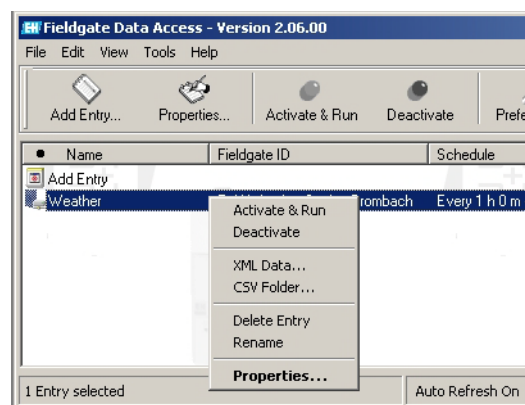 EH Fieldgate Data Access - Version 2.06.00
File Edit View Tools Help
Add Entry... Properties... Activate & Run Deactivate Prefe
Name Fieldgate ID Schedule
Add Entry
Weather rombach Every 1 h 0 m
Activate & Run
Deactivate
XML Data...
CSV Folder...
Delete Entry
Rename
Properties...
1 Entry selected Auto Refresh On